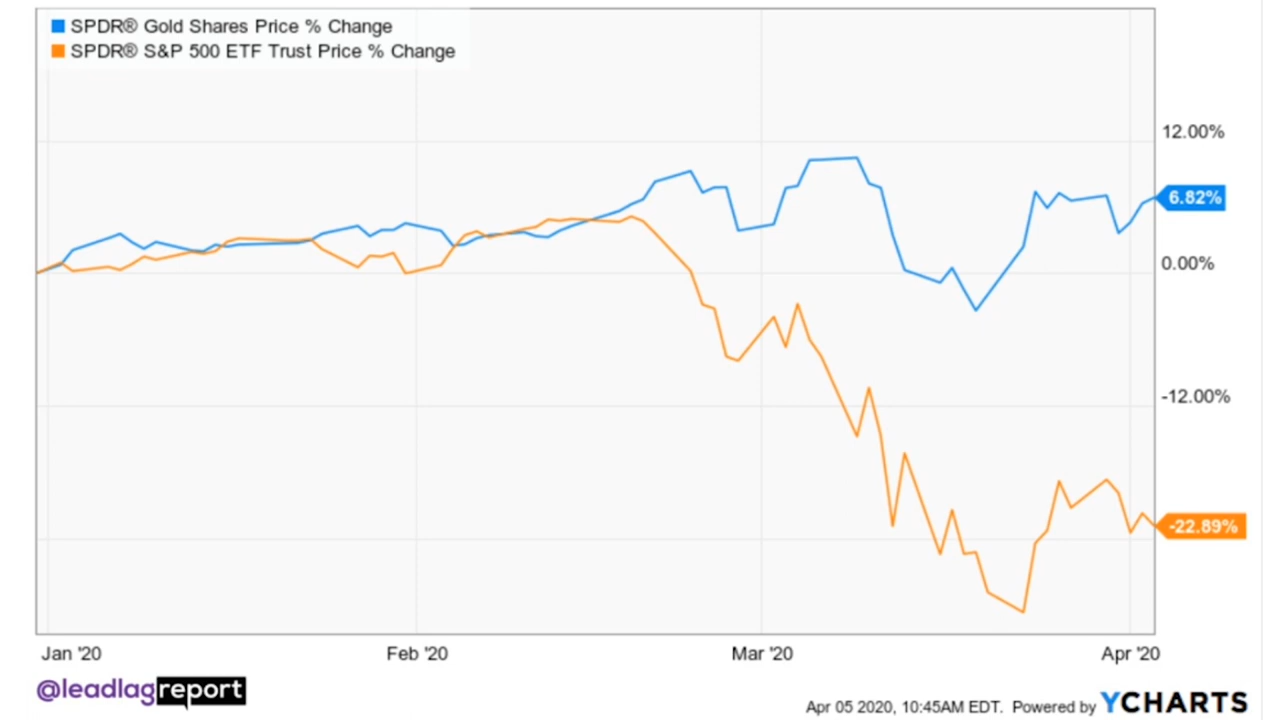 SPDR® Gold Shares Price % Change
SPDR® S&P 500 ETF Trust Price % Change
12.00%
6.82%
0.00%
-12.00%
-22.89%
Jan '20 Feb '20 Mar '20 Apr '20
@leadlagreport
Apr 05 2020, 10:45AM EDT. Powered by YCHARTS